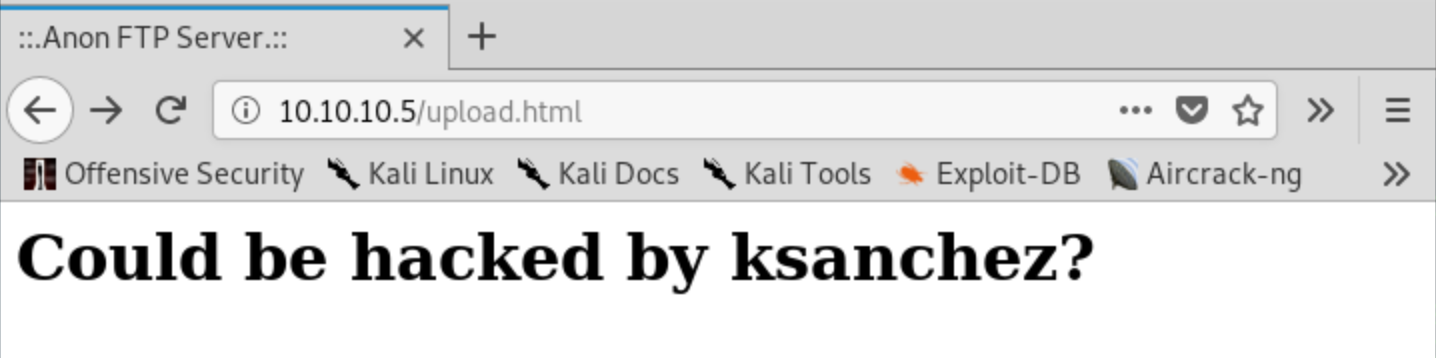 ::.Anon FTP Server.::
10.10.10.5/upload.html
Offensive Security Kali Linux Kali Docs Kali Tools Exploit-DB Aircrack-ng
Could be hacked by ksanchez?